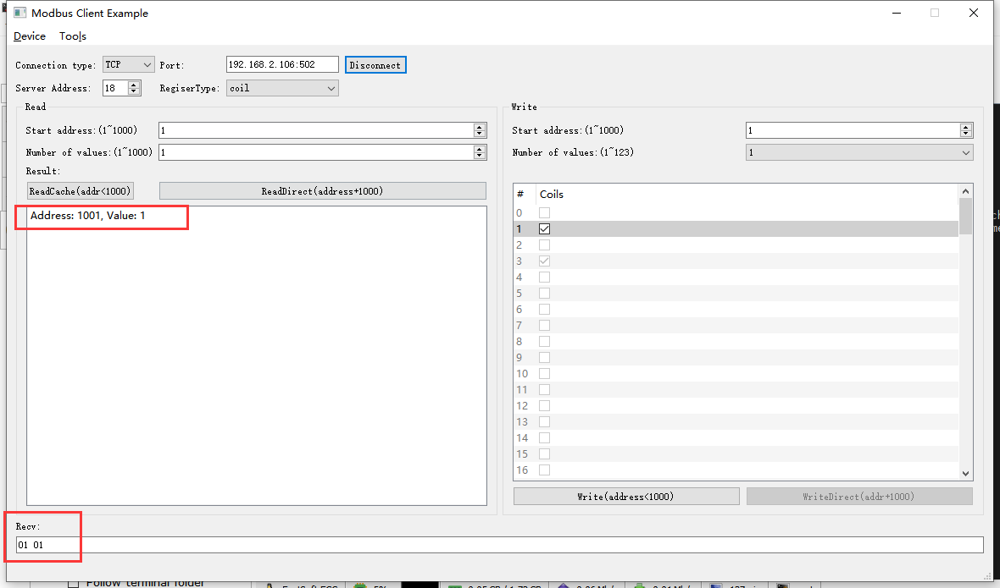 Modbus Client Example
Device Tools
Connection type: TCP Port: 192.168.2.106:502 Disconnect
Server Address: 18 RegiserType: coil
Read
Start address:(1~1000) 1
Number of values:(1~1000) 1
Result:
ReadCache(addr<1000) ReadDirect(address+1000)
Address: 1001, Value: 1
Write
Start address:(1~1000) 1
Number of values:(1~123) 1
# Coils
0
1
2
3
4
5
6
7
8
9
10
11
12
13
14
15
16
Write(address<1000) WriteDirect(addr+1000)
Recv:
01 01
Follow terminal folder